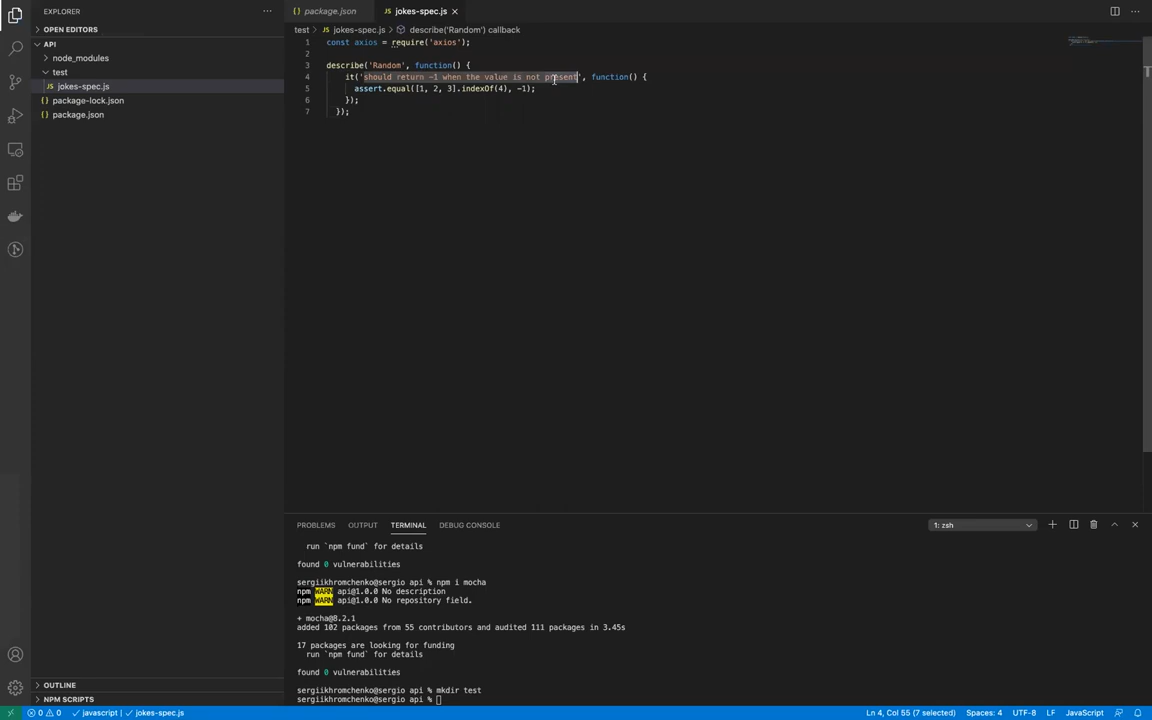 EXPLORER
package.json
jokes-spec.js
OPEN EDITORS
test > jokes-spec.js > describe('Random') callback
API
node_modules
test
jokes-spec.js
package-lock.json
package.json
1 const axios = require('axios');
2
3 describe('Random', function() {
4 it('should return -1 when the value is not present', function() {
5 assert.equal([1, 2, 3].indexOf(4), -1);
6 });
7 });
PROBLEMS OUTPUT TERMINAL DEBUG CONSOLE
1: zsh
run `npm fund` for details
found 0 vulnerabilities
sergiikhromchenko@sergio api % npm i mocha
npm WARN api@1.0.0 No description
npm WARN api@1.0.0 No repository field.
+ mocha@8.2.1
added 102 packages from 55 contributors and audited 111 packages in 3.45s
17 packages are looking for funding
run `npm fund` for details
found 0 vulnerabilities
sergiikhromchenko@sergio api % mkdir test
sergiikhromchenko@sergio api %
OUTLINE
NPM SCRIPTS
0 0 javascript jokes-spec.js
Ln 4, Col 55 (7 selected) Spaces: 4 UTF-8 LF JavaScript